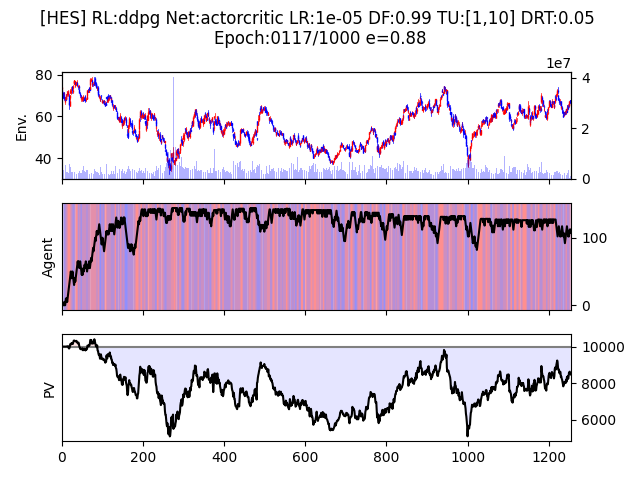 [HES] RL:ddpg Net:actorcritic LR:1e-05 DF:0.99 TU:[1,10] DRT:0.05
Epoch:0117/1000 e=0.88
1e7
80
60
40
Env.
4
2
0
Agent
100
0
PV
10000
8000
6000
0 200 400 600 800 1000 1200